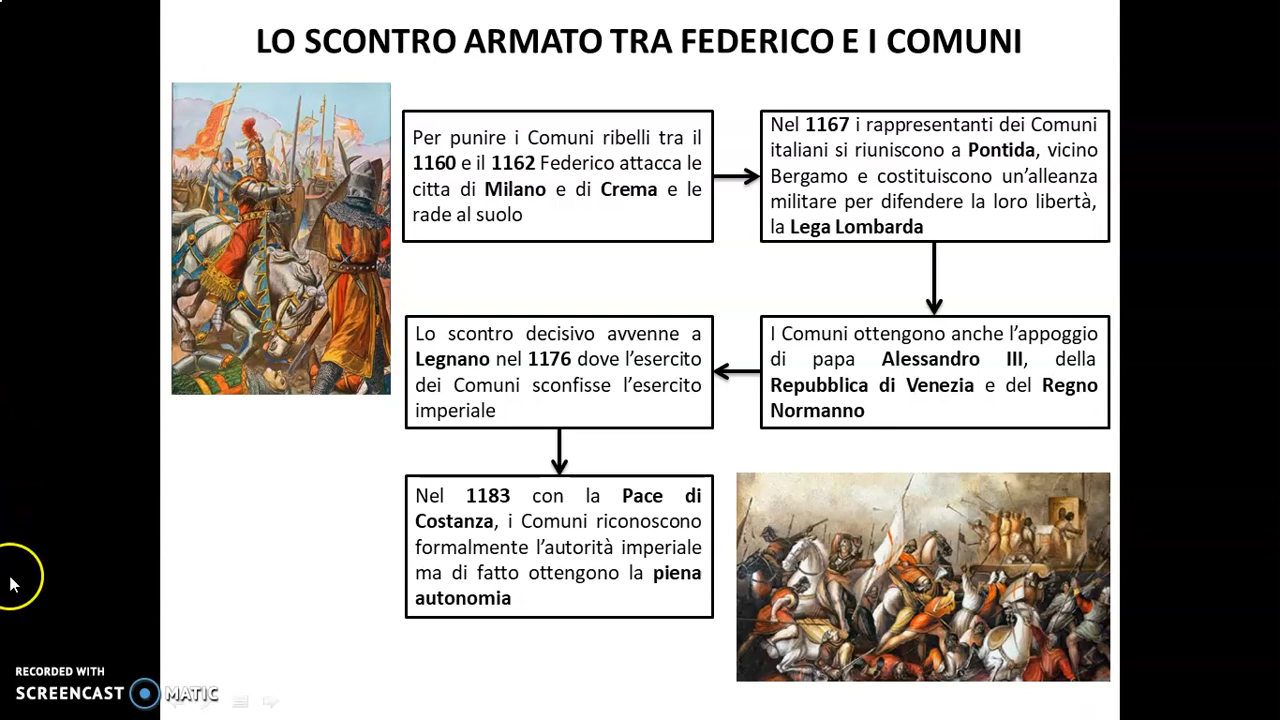 LO SCONTRO ARMATO TRA FEDERICO E I COMUNI
Per punire i Comuni ribelli tra il
1160 e il 1162 Federico attacca le
citta di Milano e di Crema e le
rade al suolo
Nel 1167 i rappresentanti dei Comuni
italiani si riuniscono a Pontida, vicino
Bergamo e costituiscono un'alleanza
militare per difendere la loro libertà,
la Lega Lombarda
I Comuni ottengono anche l'appoggio
di papa Alessandro III, della
Repubblica di Venezia e del Regno
Normanno
Lo scontro decisivo avvenne a
Legnano nel 1176 dove l'esercito
dei Comuni sconfisse l'esercito
imperiale
Nel 1183 con la Pace di
Costanza, i Comuni riconoscono
formalmente l'autorità imperiale
ma di fatto ottengono la piena
autonomia
RECORDED WITH
SCREENCAST MATIC